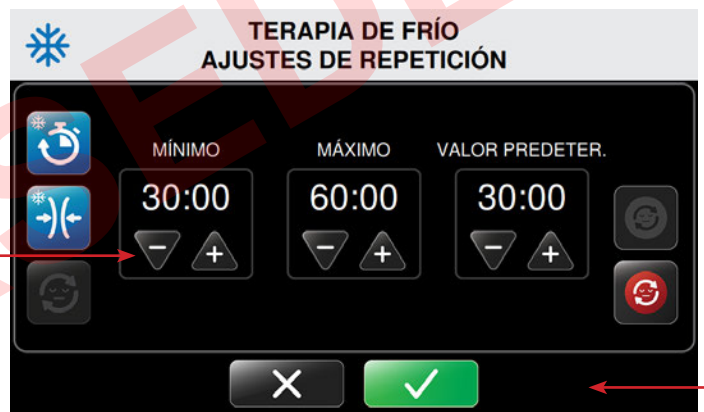 TERAPIA DE FRÍO
AJUSTES DE REPETICIÓN
MÍNIMO MÁXIMO VALOR PREDETER.
30:00 60:00 30:00